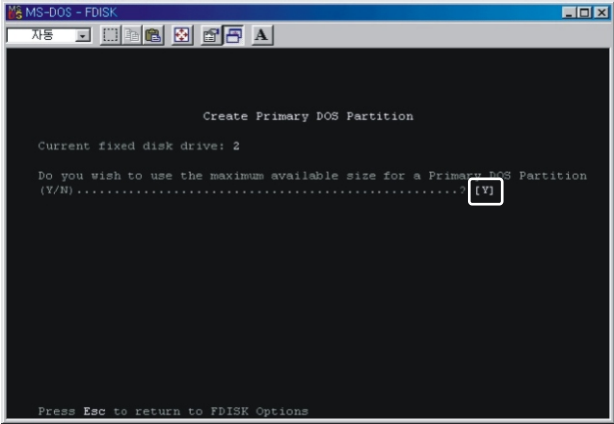 MS-DOS - FDISK
자동
A
Create Primary DOS Partition
Current fixed disk drive: 2
Do you wish to use the maximum available size for a Primary DOS Partition
(Y/N)..................................................? [Y]
Press Esc to return to FDISK Options